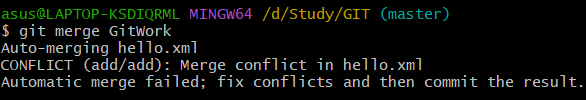 asus@LAPTOP-KSDIQRML MINGW64 /d/Study/GIT (master)
$ git merge GitWork
Auto-merging hello.xml
CONFLICT (add/add): Merge conflict in hello.xml
Automatic merge failed; fix conflicts and then commit the result.